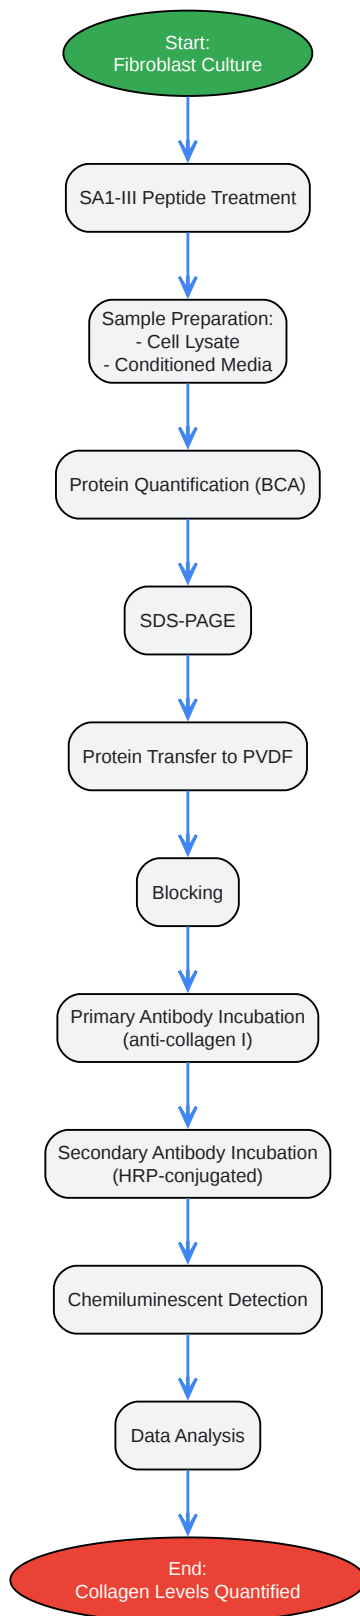 Start:
Fibroblast Culture
SA1-III Peptide Treatment
Sample Preparation:
- Cell Lysate
- Conditioned Media
Protein Quantification (BCA)
SDS-PAGE
Protein Transfer to PVDF
Blocking
Primary Antibody Incubation
(anti-collagen I)
Secondary Antibody Incubation
(HRP-conjugated)
Chemiluminescent Detection
Data Analysis
End:
Collagen Levels Quantified